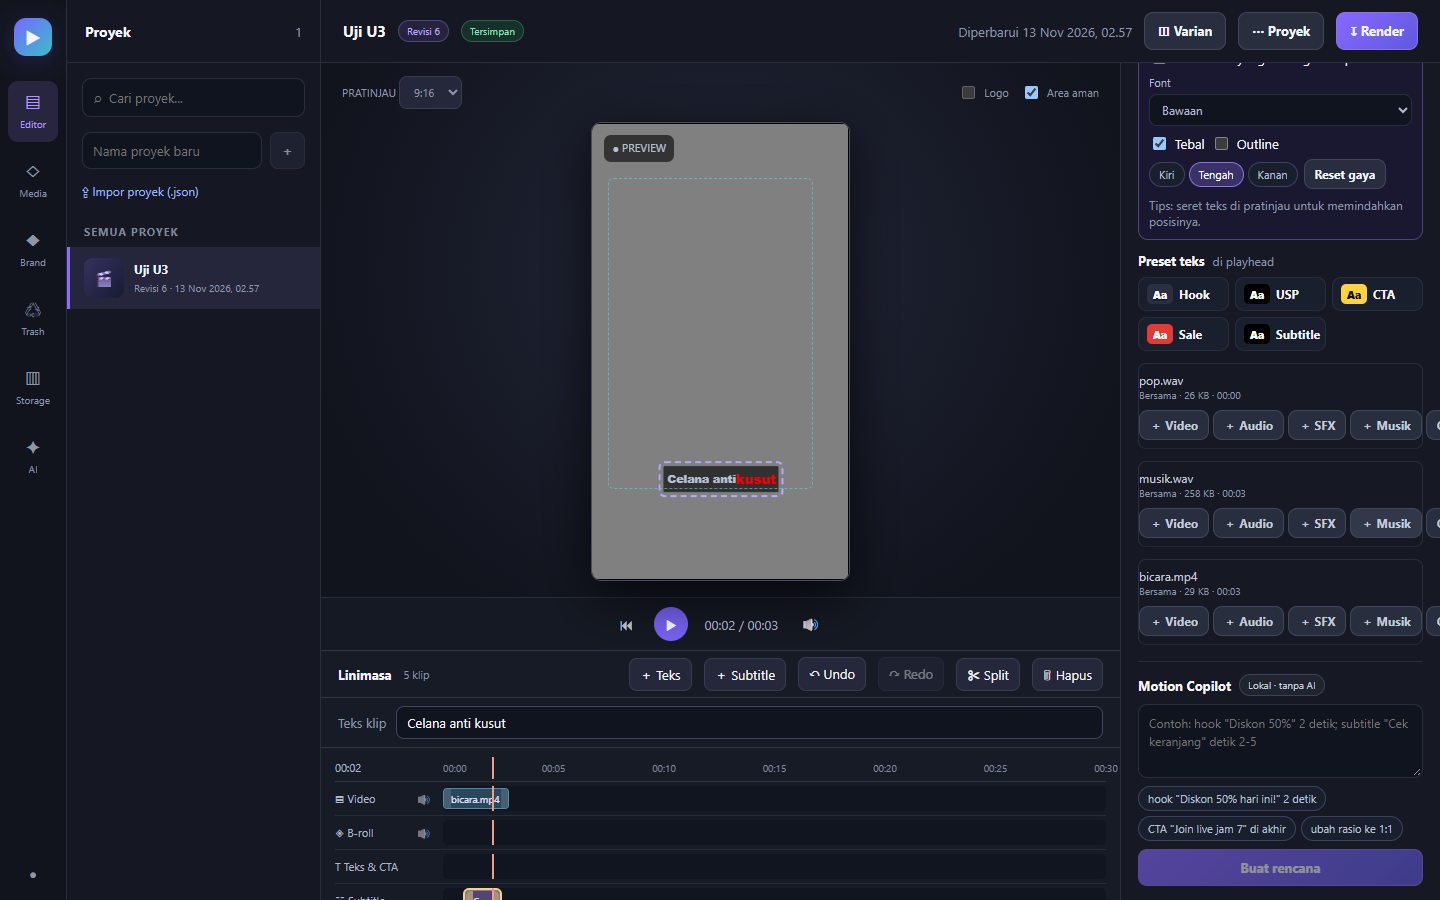 Editor
Media
Brand
Trash
Storage
AI
Proyek
1
Cari proyek...
Nama proyek baru
+
Impor proyek (.json)
SEMUA PROYEK
Uji U3
Revisi 6 · 13 Nov 2026, 02.57
Uji U3
Revisi 6
Tersimpan
Diperbarui 13 Nov 2026, 02.57
Varian
Proyek
Render
PRATINJAU
9:16
Logo
Area aman
PREVIEW
Celana anti kusut
00:02 / 00:03
Linimasa
5 klip
+ Teks
+ Subtitle
Undo
Redo
Split
Hapus
Teks klip
Celana anti kusut
00:02
00:00
00:05
00:10
00:15
00:20
00:25
00:30
Video
bicara.mp4
B-roll
T Teks & CTA
Font
Bawaan
Tebal
Outline
Kiri
Tengah
Kanan
Reset gaya
Tips: seret teks di pratinjau untuk memindahkan
posisinya.
Preset teks
di playhead
Aa Hook
Aa USP
Aa CTA
Aa Sale
Aa Subtitle
pop.wav
Bersama · 26 KB · 00:00
+ Video
+ Audio
+ SFX
+ Musik
musik.wav
Bersama · 258 KB · 00:03
+ Video
+ Audio
+ SFX
+ Musik
bicara.mp4
Bersama · 29 KB · 00:03
+ Video
+ Audio
+ SFX
+ Musik
Motion Copilot
Lokal · tanpa AI
Contoh: hook "Diskon 50%" 2 detik; subtitle "Cek
keranjang" detik 2-5
hook "Diskon 50% hari ini!" 2 detik
CTA "Join live jam 7" di akhir
ubah rasio ke 1:1
Buat rencana